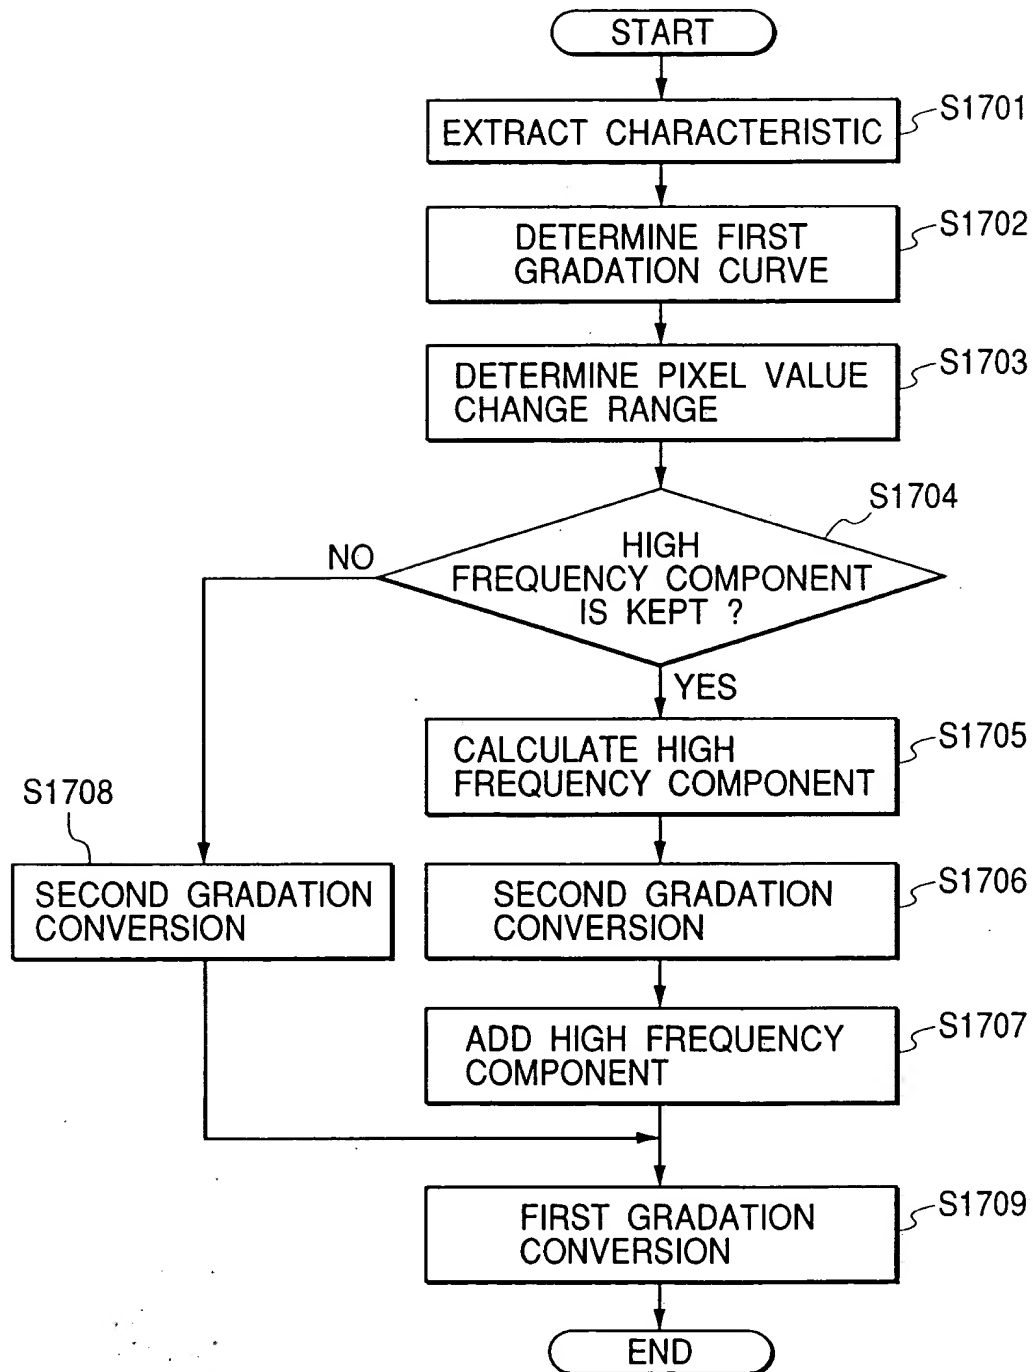 START
S1701
EXTRACT CHARACTERISTIC
S1702
DETERMINE FIRST
GRADATION CURVE
S1703
DETERMINE PIXEL VALUE
CHANGE RANGE
S1704
HIGH
FREQUENCY COMPONENT
IS KEPT ?
NO
YES
S1705
CALCULATE HIGH
FREQUENCY COMPONENT
S1708
SECOND GRADATION
CONVERSION
S1706
SECOND GRADATION
CONVERSION
S1707
ADD HIGH FREQUENCY
COMPONENT
S1709
FIRST GRADATION
CONVERSION
END